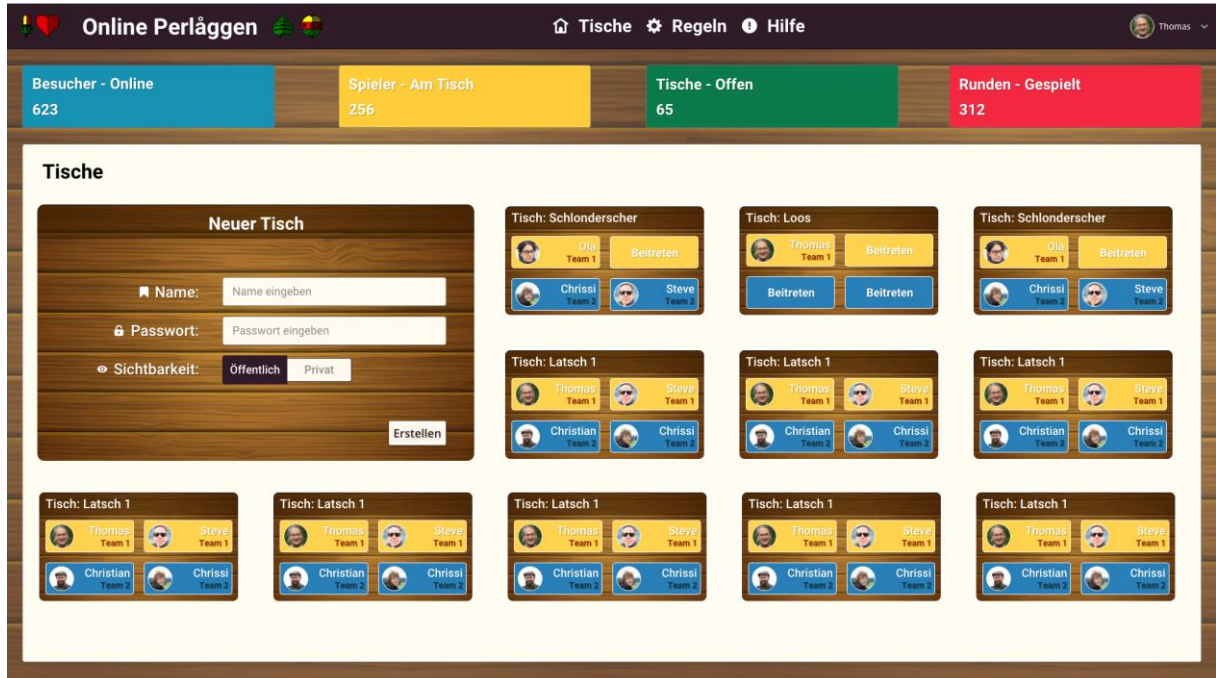 Online Perlåggen
Tische Regeln Hilfe
Thomas
Besucher - Online
623
Spieler - Am Tisch
256
Tische - Offen
65
Runden - Gespielt
312
Tische
Neuer Tisch
Name: Name eingeben
Passwort: Passwort eingeben
Sichtbarkeit: Öffentlich Privat
Erstellen
Tisch: Schlonderscher
Ola
Team 1
Beitreten
Chrissi
Team 2
Steve
Team 2
Tisch: Loos
Thomas
Team 1
Beitreten
Beitreten
Beitreten
Tisch: Schlonderscher
Ola
Team 1
Beitreten
Chrissi
Team 2
Steve
Team 2
Tisch: Latsch 1
Thomas
Team 1
Steve
Team 1
Christian
Team 2
Chrissi
Team 2
Tisch: Latsch 1
Thomas
Team 1
Steve
Team 1
Christian
Team 2
Chrissi
Team 2
Tisch: Latsch 1
Thomas
Team 1
Steve
Team 1
Christian
Team 2
Chrissi
Team 2
Tisch: Latsch 1
Thomas
Team 1
Steve
Team 1
Christian
Team 2
Chrissi
Team 2
Tisch: Latsch 1
Thomas
Team 1
Steve
Team 1
Christian
Team 2
Chrissi
Team 2
Tisch: Latsch 1
Thomas
Team 1
Steve
Team 1
Christian
Team 2
Chrissi
Team 2
Tisch: Latsch 1
Thomas
Team 1
Steve
Team 1
Christian
Team 2
Chrissi
Team 2
Tisch: Latsch 1
Thomas
Team 1
Steve
Team 1
Christian
Team 2
Chrissi
Team 2